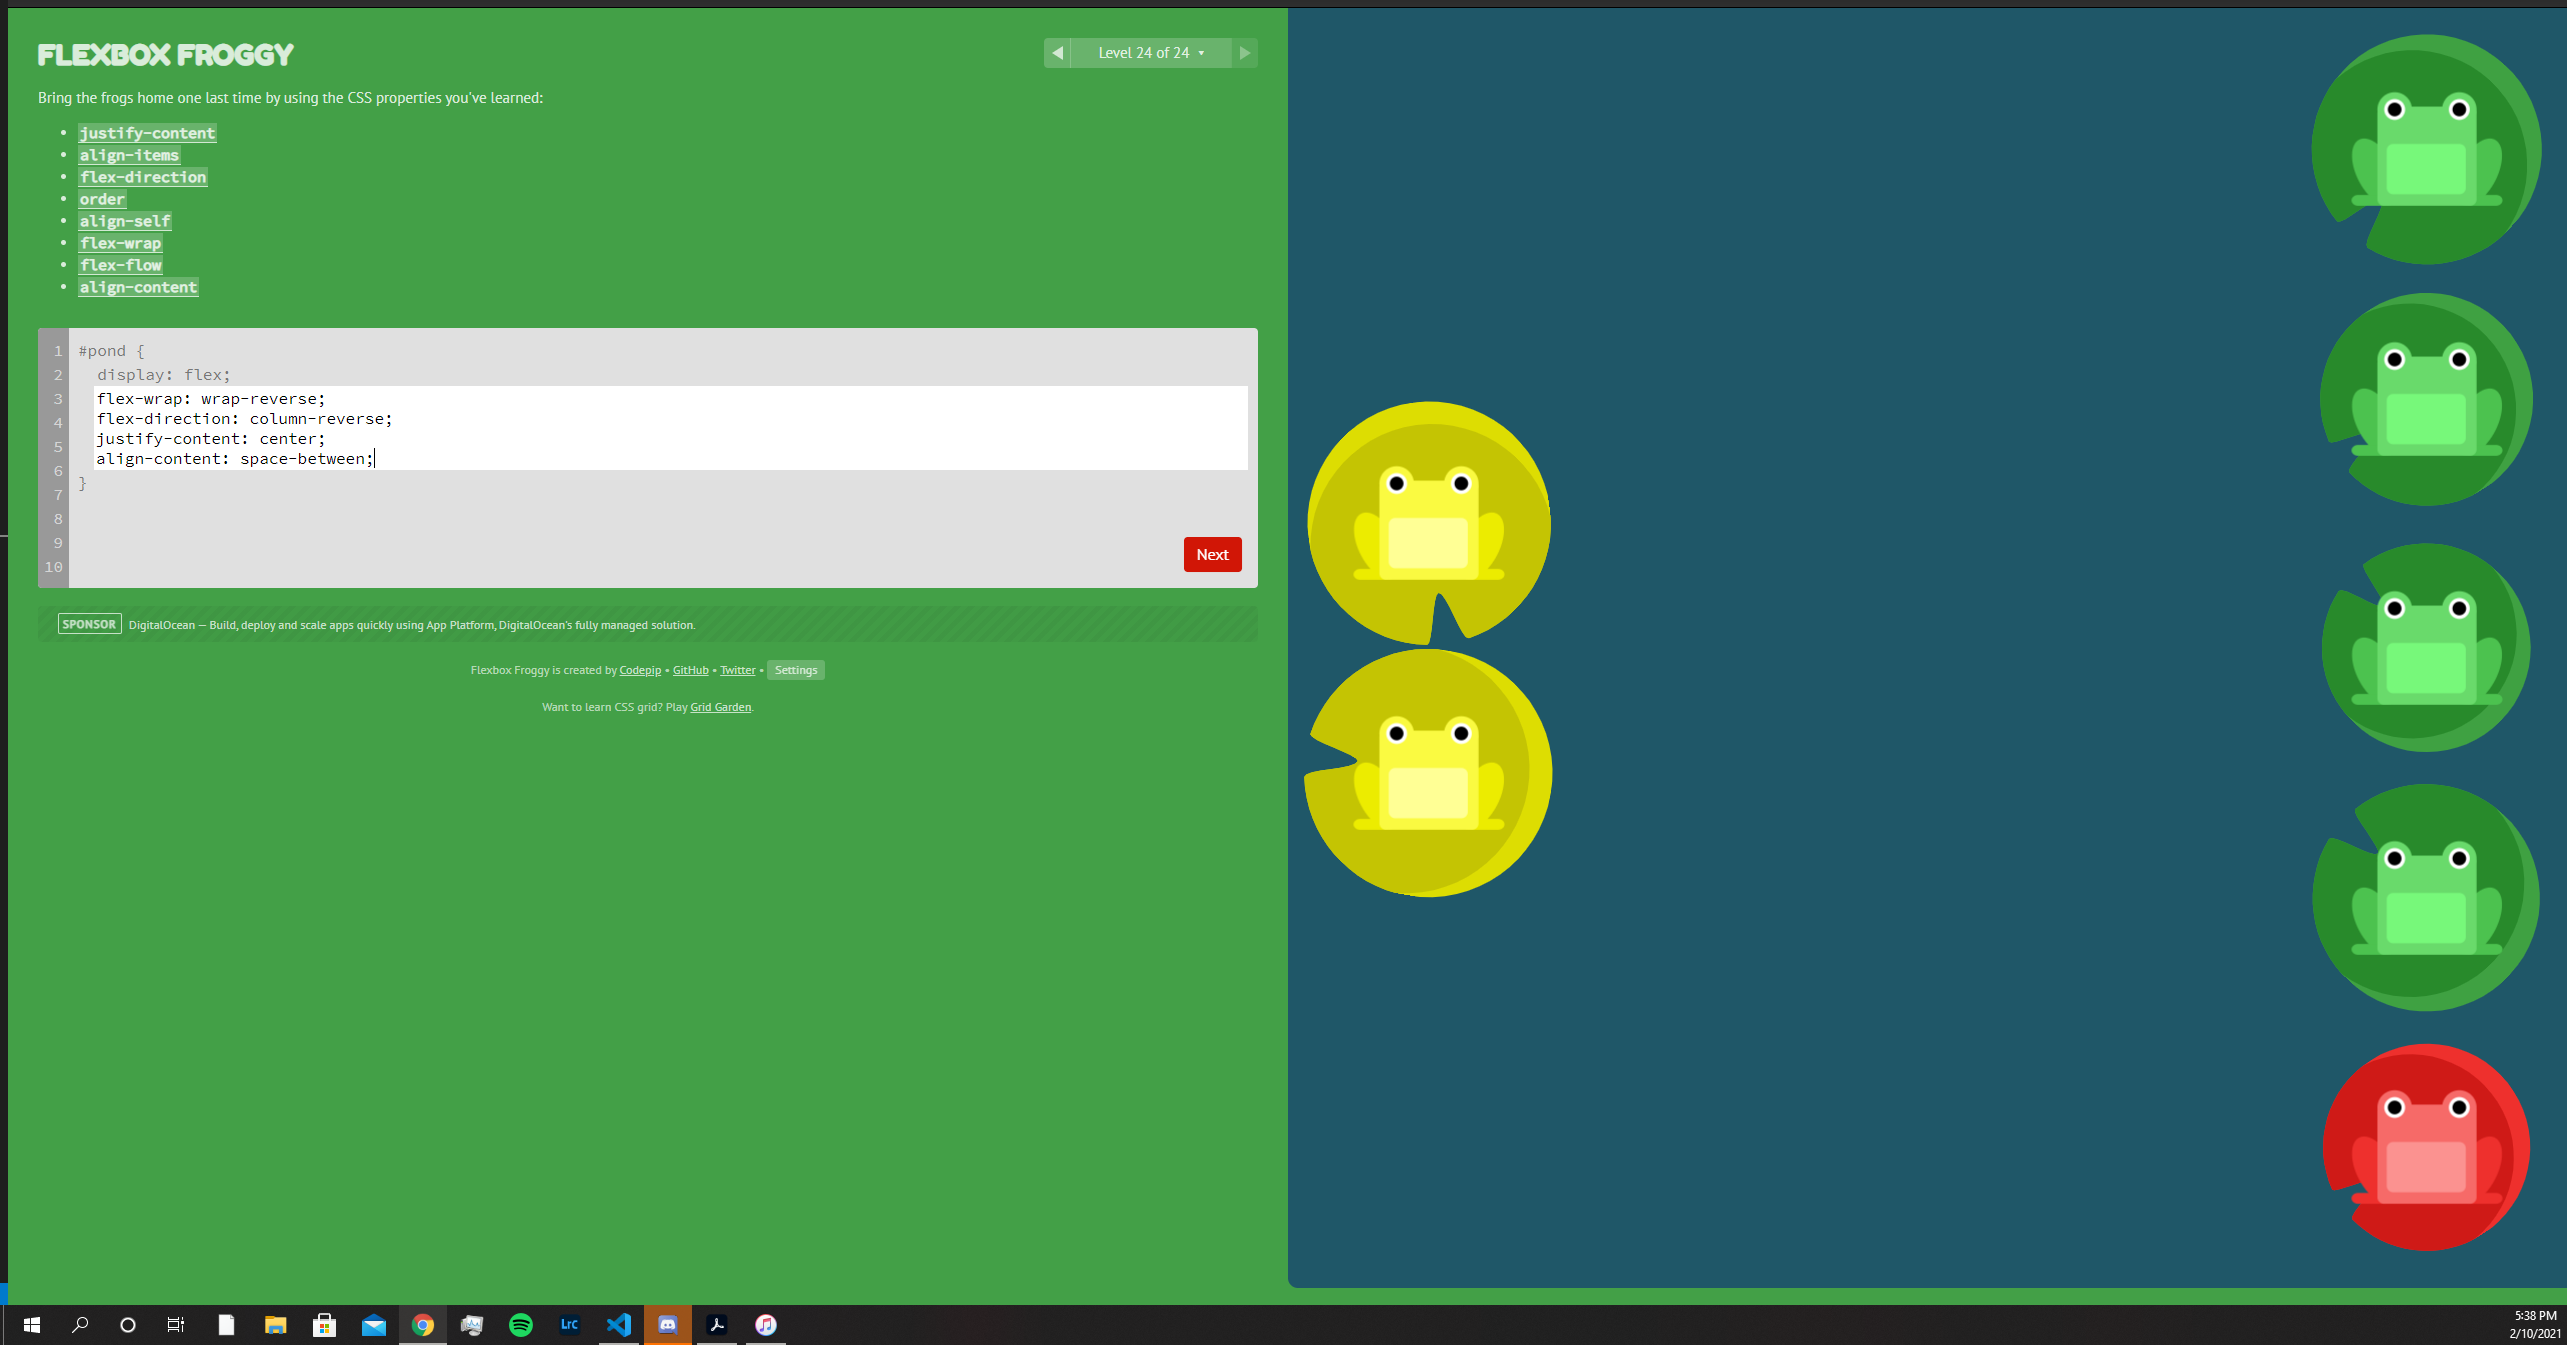 FLEXBOX FROGGY
Level 24 of 24
Bring the frogs home one last time by using the CSS properties you've learned:
• justify-content
• align-items
• flex-direction
• order
• align-self
• flex-wrap
• flex-flow
• align-content
1 #pond {
2 display: flex;
3 flex-wrap: wrap-reverse;
4 flex-direction: column-reverse;
5 justify-content: center;
6 align-content: space-between;
7 }
8
9
10
Next
SPONSOR DigitalOcean — Build, deploy and scale apps quickly using App Platform, DigitalOcean's fully managed solution.
Flexbox Froggy is created by Codepip • GitHub • Twitter • Settings
Want to learn CSS grid? Play Grid Garden.
LrC
5:38 PM
2/10/2021